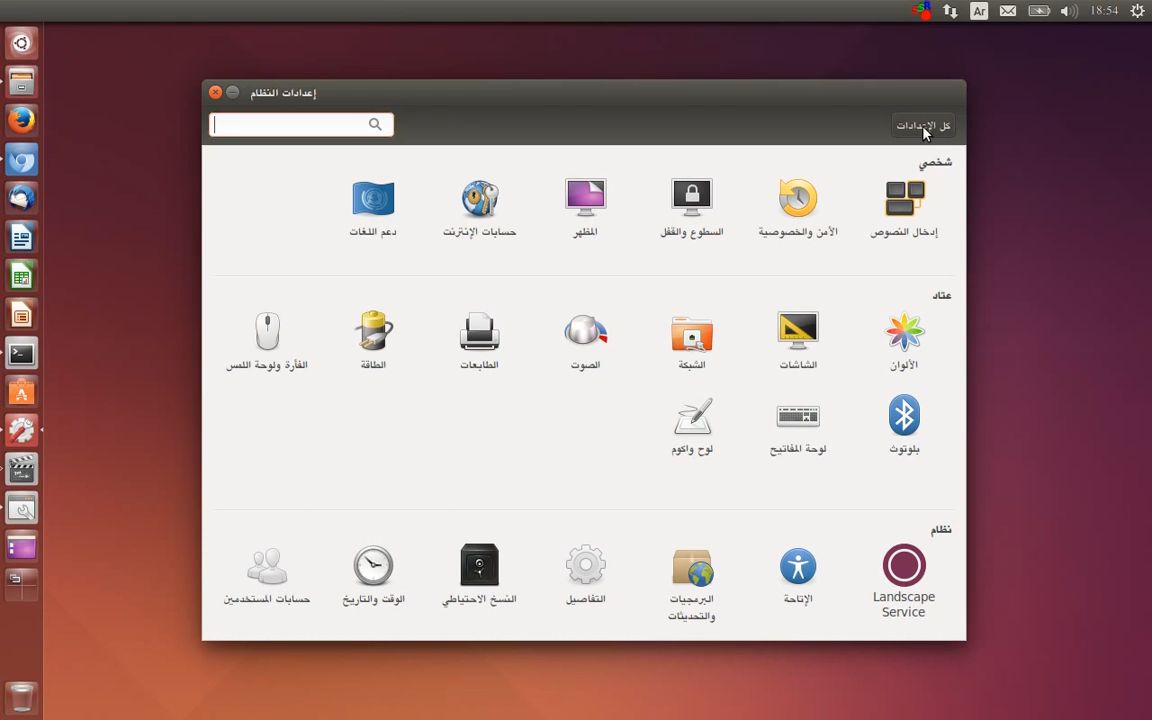 Ar
18:54
إعدادات النظام
كل الإعدادات
شخصي
إدخال النصوص
الأمن والخصوصية
السطوع والقفل
المظهر
حسابات الإنترنت
دعم اللغات
عتاد
الألوان
الشاشات
الشبكة
الصوت
الطابعات
الطاقة
الفأرة ولوحة اللمس
بلوتوث
لوحة المفاتيح
لوح واكوم
نظام
Landscape
Service
الإتاحة
البرمجيات
والتحديثات
التفاصيل
النسخ الاحتياطي
الوقت والتاريخ
حسابات المستخدمين